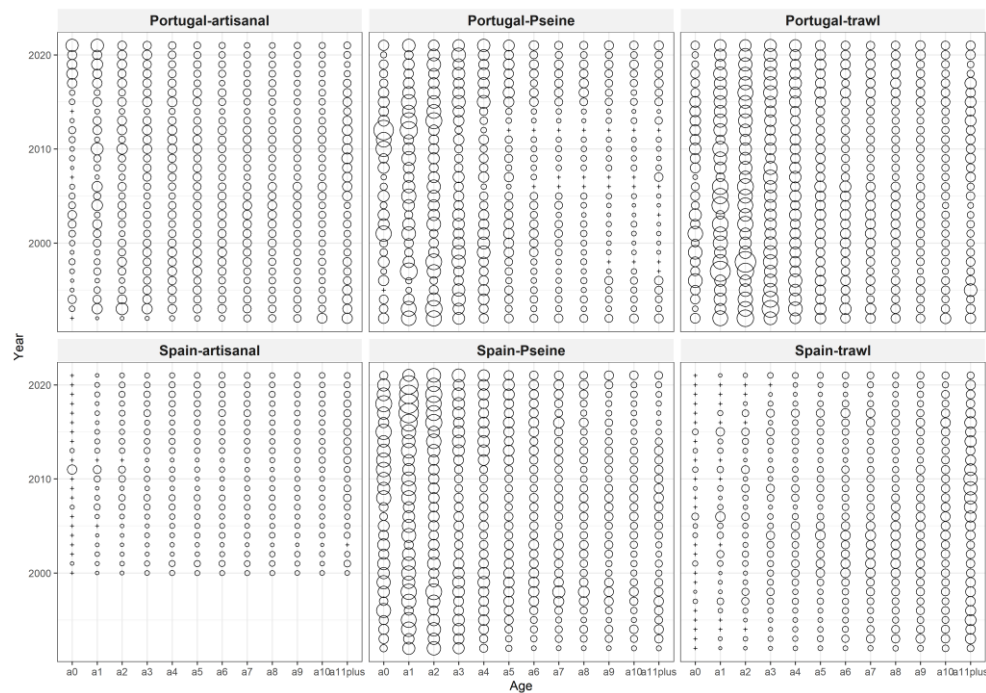 Portugal-artisanal Portugal-Pseine Portugal-trawl
2020
2010
2000
Year
Spain-artisanal Spain-Pseine Spain-trawl
2020
2010
2000
a0 a1 a2 a3 a4 a5 a6 a7 a8 a9 a10 a11plus a0 a1 a2 a3 a4 a5 a6 a7 a8 a9 a10 a11plus a0 a1 a2 a3 a4 a5 a6 a7 a8 a9 a10 a11plus
Age